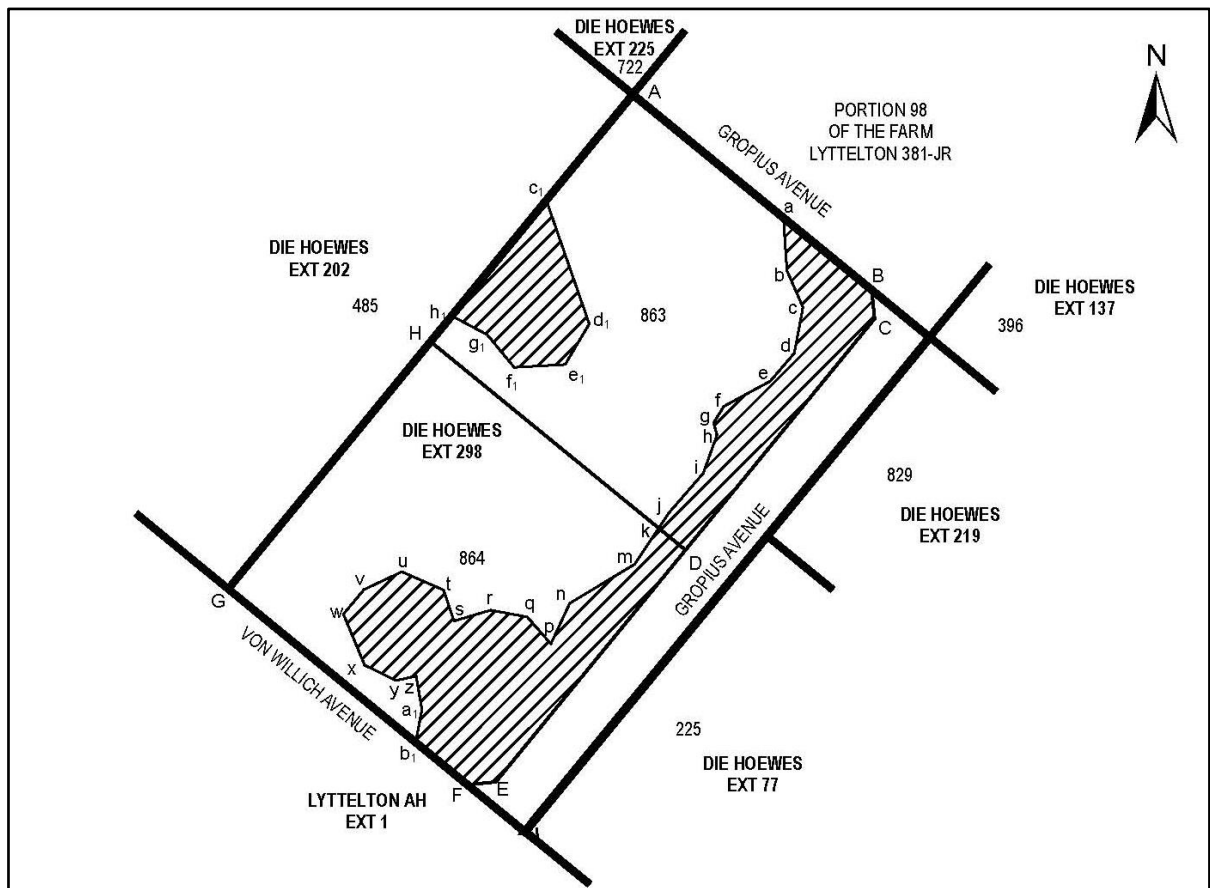 DIE HOEWES
EXT 225
722
A
N
PORTION 98
OF THE FARM
LYTTELTON 381-JR
GROPIUS AVENUE
a
c₁
DIE HOEWES
EXT 202
485
b
B
DIE HOEWES
EXT 137
396
c
C
h₁
H
g₁
f₁
e₁
d₁
863
d
e
f
g
h
i
DIE HOEWES
EXT 298
829
DIE HOEWES
EXT 219
j
k
D
GROPIUS AVENUE
m
864
u
v
t
w
s
r
q
n
p
G
x
y
z
a₁
b₁
VON WILLICH AVENUE
225
DIE HOEWES
EXT 77
F
E
LYTTELTON AH
EXT 1